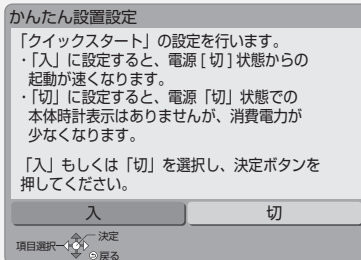 かんたん設置設定
「クイックスタート」の設定を行います。
・「入」に設定すると、電源 [ 切 ] 状態からの
起動が速くなります。
・「切」に設定すると、電源「切」状態での
本体時計表示はありませんが、消費電力が
少なくなります。
「入」もしくは「切」を選択し、決定ボタンを
押してください。
入 切
決定
項目選択
戻る